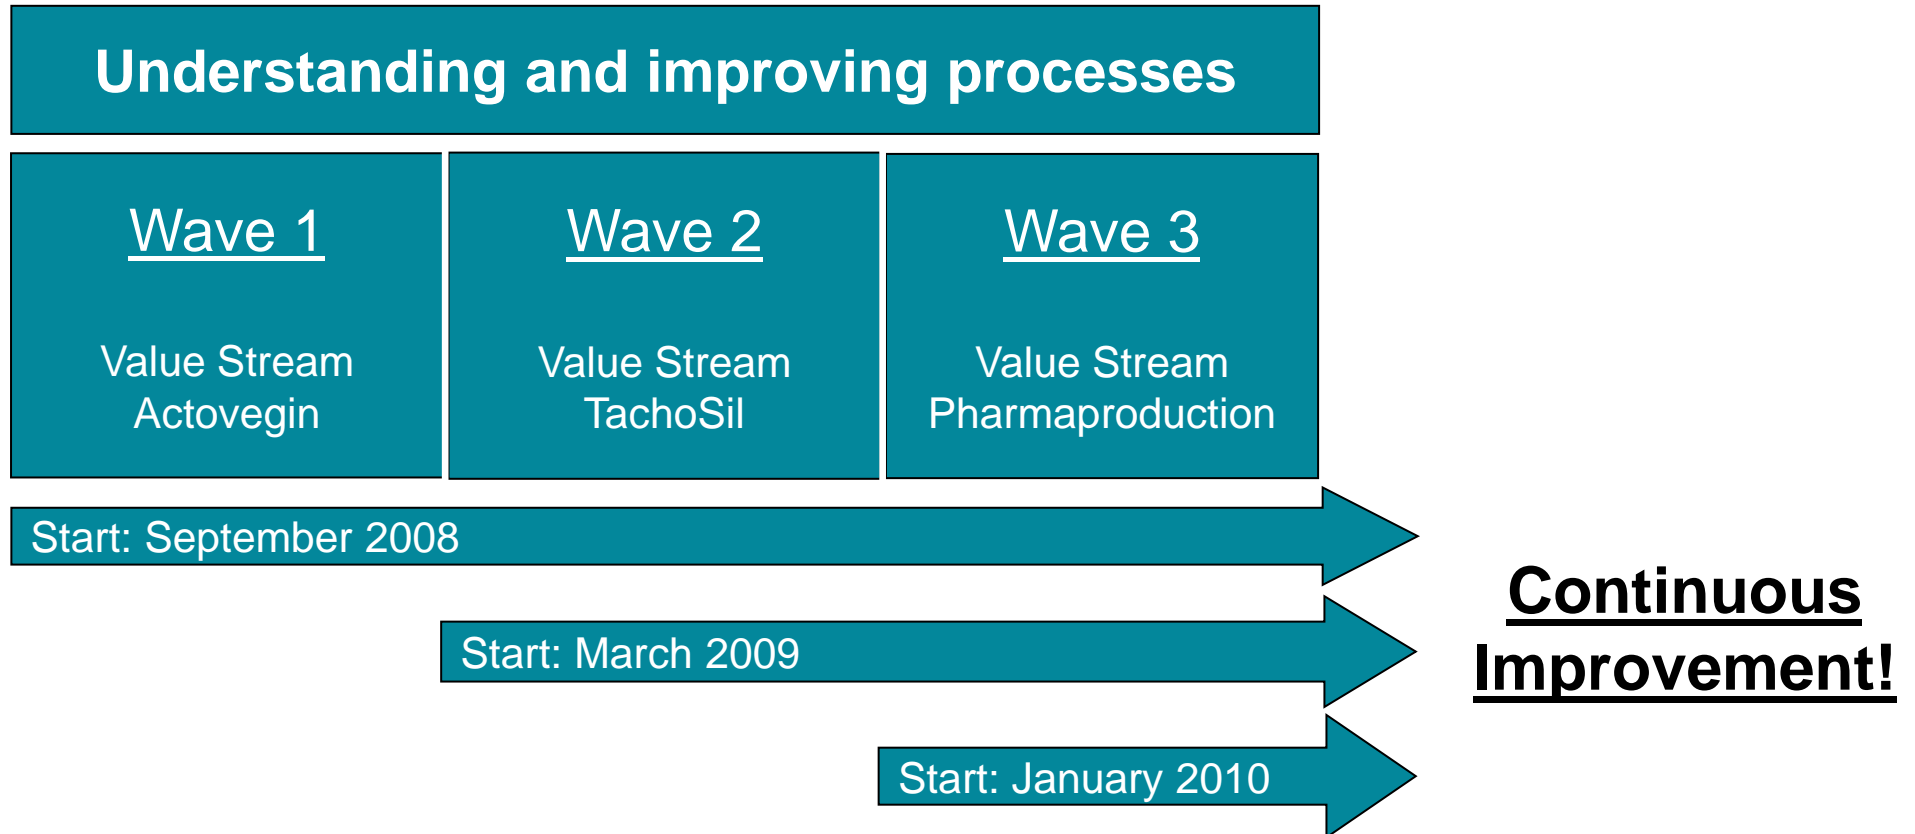 Understanding and improving processes
Wave 1
Value Stream
Actovegin
Wave 2
Value Stream
TachoSil
Wave 3
Value Stream
Pharmaproduction
Start: September 2008
Start: March 2009
Start: January 2010
Continuous
Improvement!